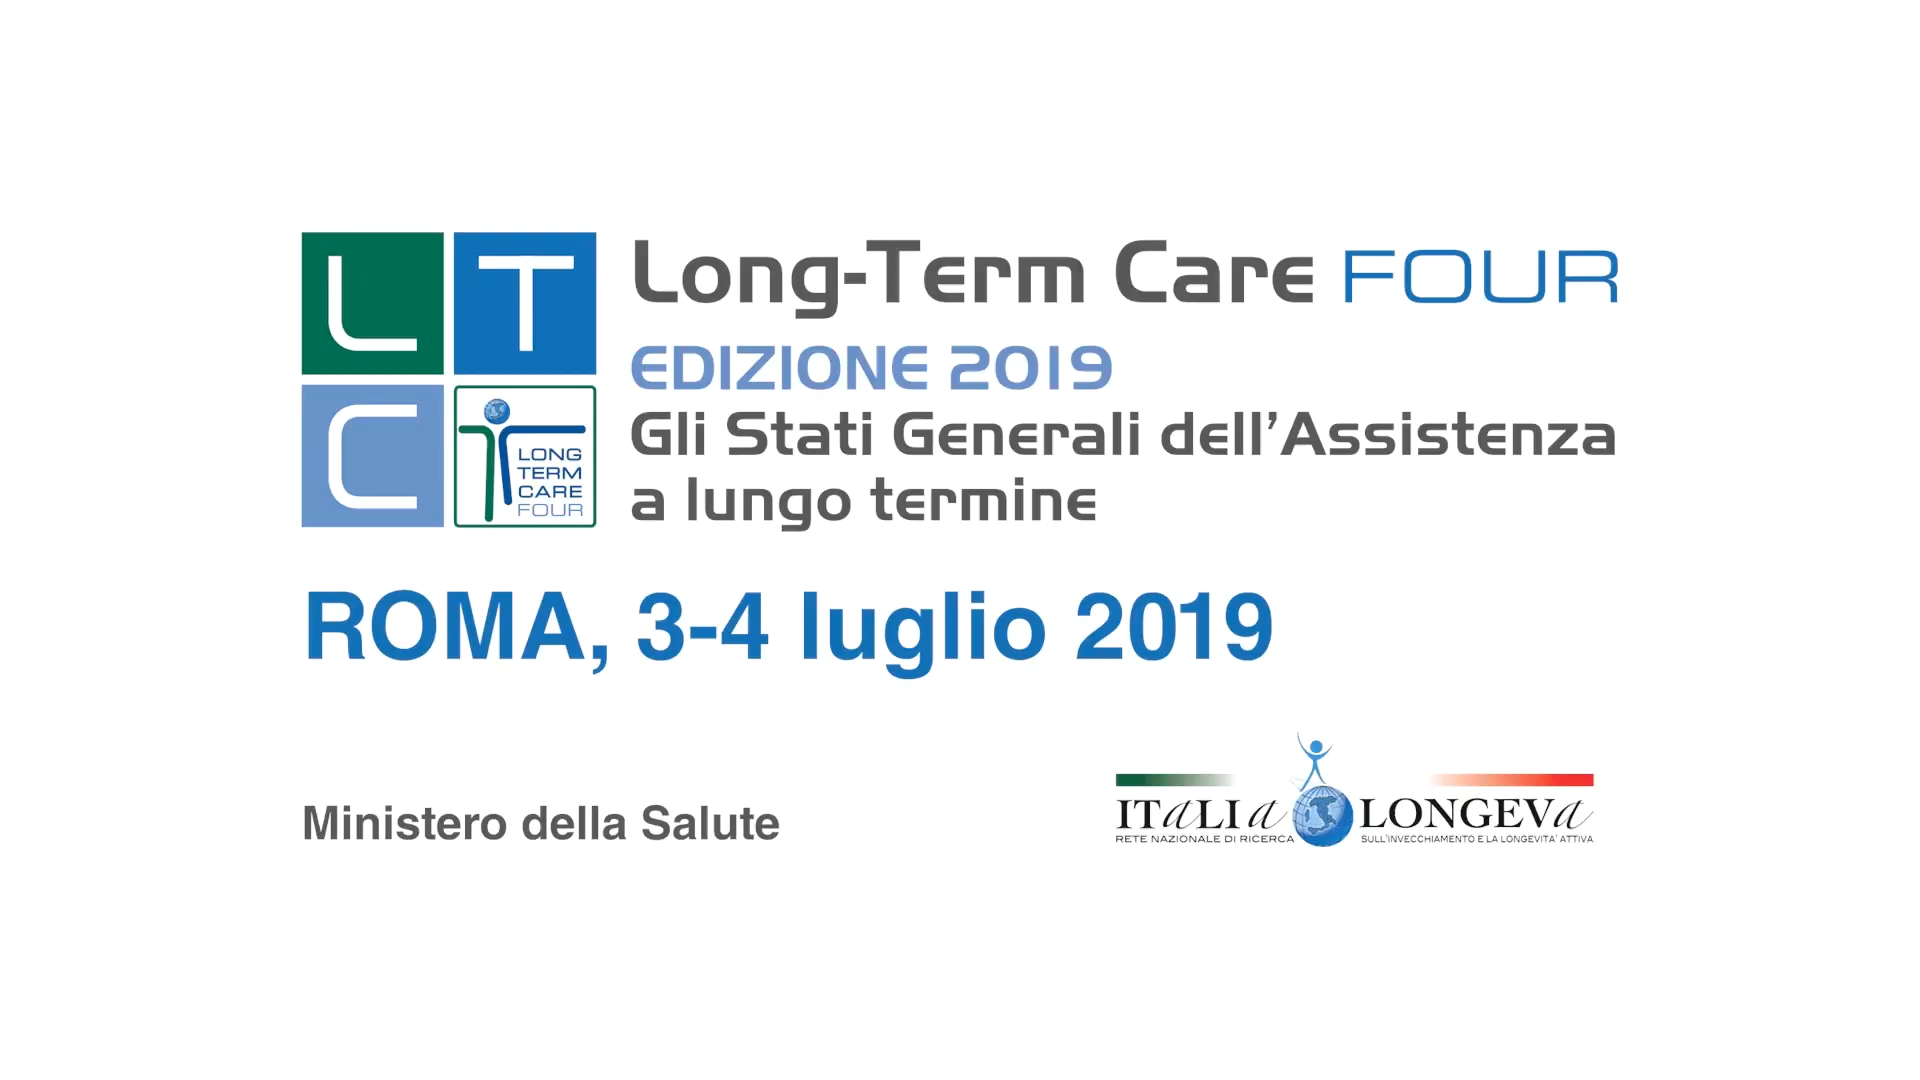 L T
C
LONG
TERM
CARE
FOUR
Long-Term Care FOUR
EDIZIONE 2019
Gli Stati Generali dell'Assistenza
a lungo termine
ROMA, 3-4 luglio 2019
Ministero della Salute
ITALIA LONGEVA
RETE NAZIONALE DI RICERCA SULL'INVECCHIAMENTO E LA LONGEVITA' ATTIVA